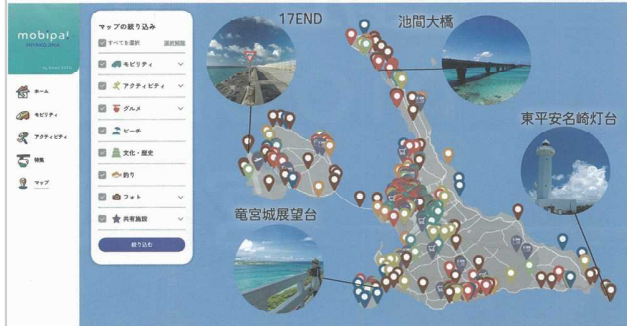 mobipal
MIYAKOJIMA
ホーム
モビリティ
アクティビティ
特集
マップ
マップの絞り込み
すべてを選択
選択解除
モビリティ
アクティビティ
グルメ
ビーチ
文化・歴史
釣り
フォト
共有施設
絞り込む
17END
池間大橋
東平安名崎灯台
竜宮城展望台